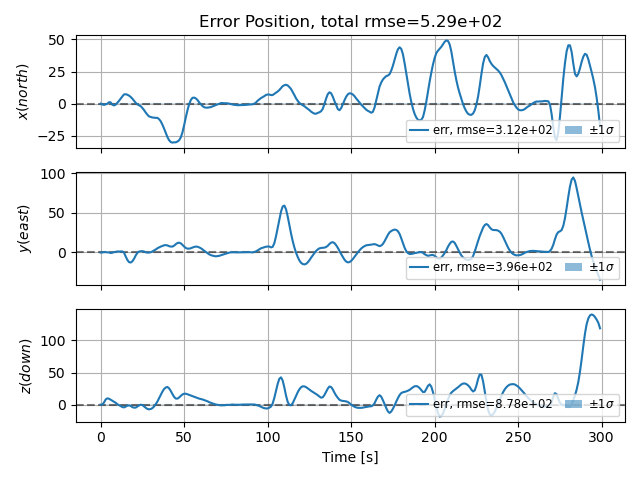 Error Position, total rmse=5.29e+02
x(north)
50
25
0
−25
err, rmse=3.12e+02 ±1σ
y(east)
100
50
0
err, rmse=3.96e+02 ±1σ
z(down)
100
50
0
err, rmse=8.78e+02 ±1σ
0 50 100 150 200 250 300
Time [s]